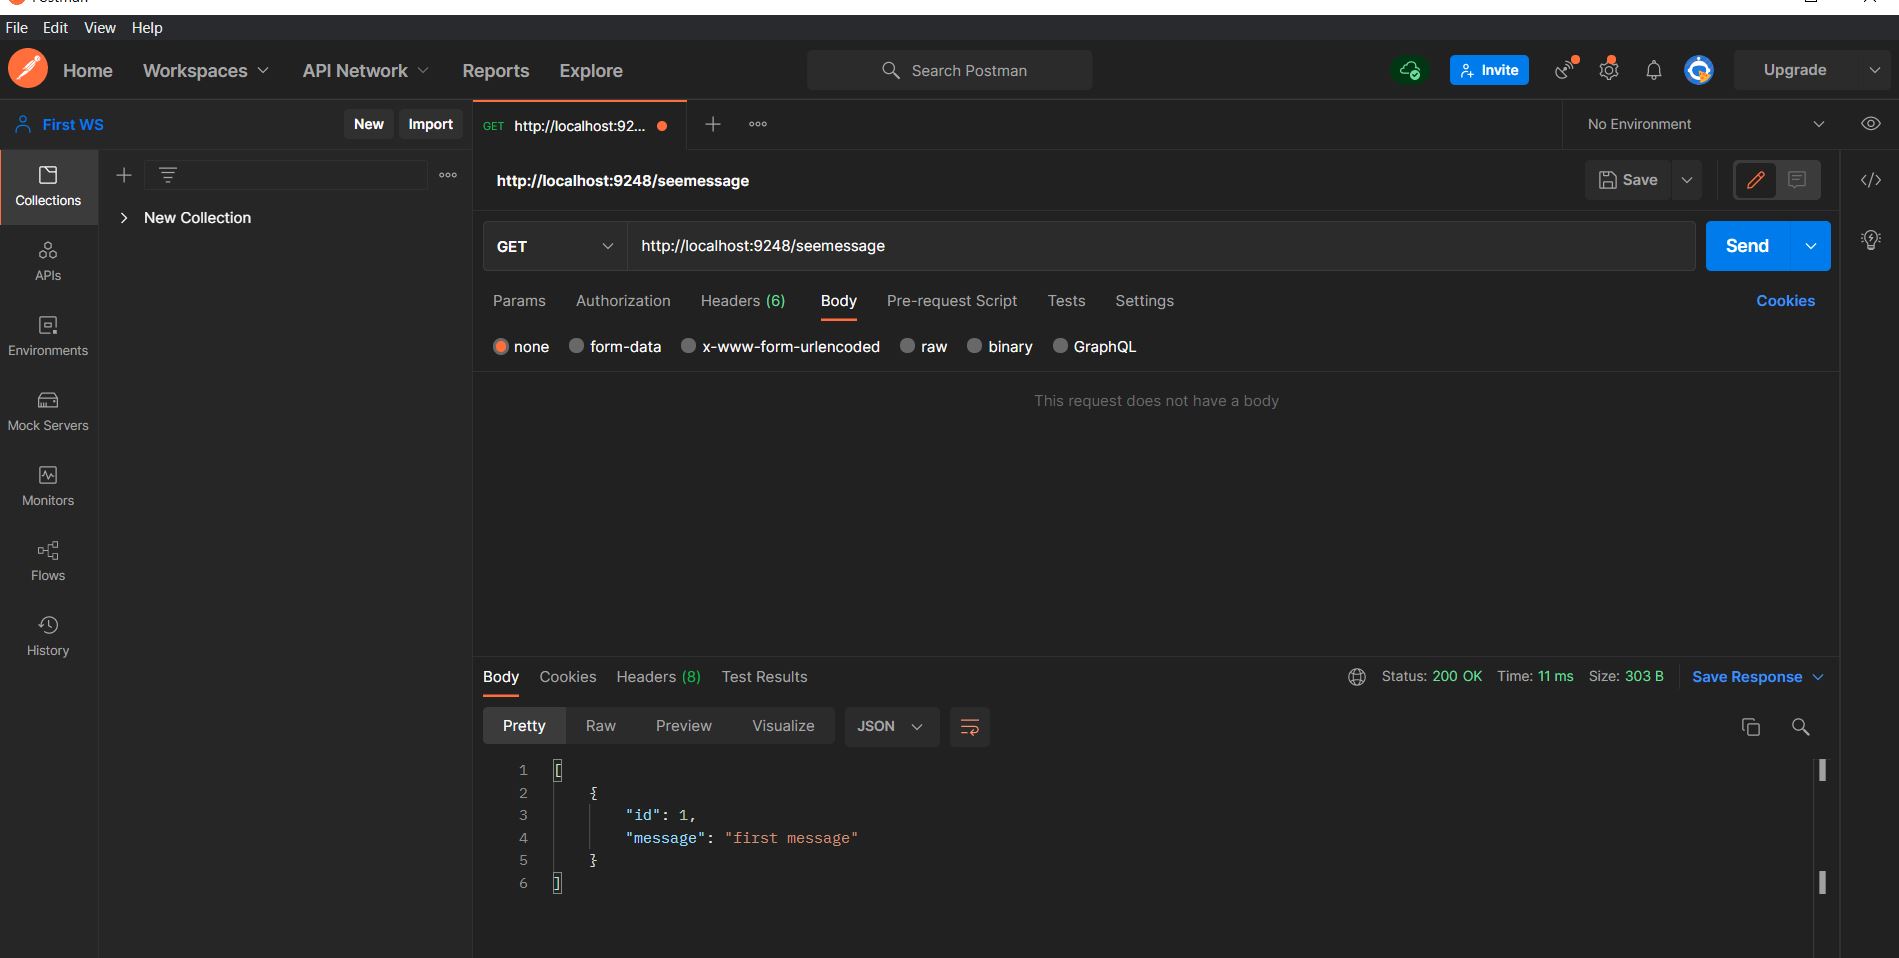 Postman
File Edit View Help
Home Workspaces API Network Reports Explore Search Postman Invite Upgrade
First WS New Import GET http://localhost:92... No Environment
http://localhost:9248/seemessage Save
Collections
New Collection
GET http://localhost:9248/seemessage Send
APIs
Params Authorization Headers (6) Body Pre-request Script Tests Settings Cookies
Environments
none form-data x-www-form-urlencoded raw binary GraphQL
This request does not have a body
Mock Servers
Monitors
Flows
History
Body Cookies Headers (8) Test Results Status: 200 OK Time: 11 ms Size: 303 B Save Response
Pretty Raw Preview Visualize JSON
1 [
2 {
3 "id": 1,
4 "message": "first message"
5 }
6 ]